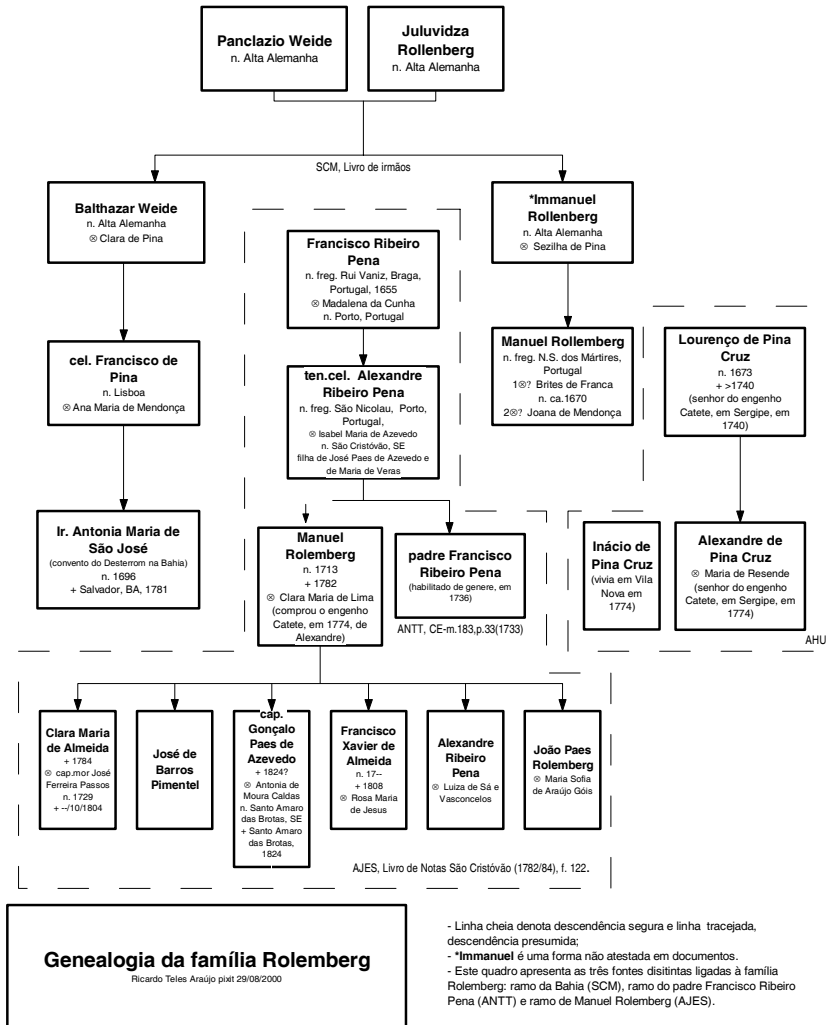 Panclazio Weide
n. Alta Alemanha
Juluvidza
Rollenberg
n. Alta Alemanha
SCM, Livro de irmãos
Balthazar Weide
n. Alta Alemanha
⊗ Clara de Pina
*Immanuel
Rollenberg
n. Alta Alemanha
⊗ Sezilha de Pina
Francisco Ribeiro
Pena
n. freg. Rui Vaniz, Braga,
Portugal, 1655
⊗ Madalena da Cunha
n. Porto, Portugal
cel. Francisco de
Pina
n. Lisboa
⊗ Ana Maria de Mendonça
ten.cel. Alexandre
Ribeiro Pena
n. freg. São Nicolau, Porto,
Portugal,
⊗ Isabel Maria de Azevedo
n. São Cristóvão, SE
filha de José Paes de Azevedo e
de Maria de Veras
Manuel Rollemberg
n. freg. N.S. dos Mártires,
Portugal
1⊗? Brites de Franca
n. ca.1670
2⊗? Joana de Mendonça
Lourenço de Pina
Cruz
n. 1673
+ >1740
(senhor do engenho
Catete, em Sergipe, em
1740)
Ir. Antonia Maria de
São José
(convento do Desterrom na Bahia)
n. 1696
+ Salvador, BA, 1781
Manuel
Rolemberg
n. 1713
+ 1782
⊗ Clara Maria de Lima
(comprou o engenho
Catete, em 1774, de
Alexandre)
padre Francisco
Ribeiro Pena
(habilitado de genere, em
1736)
ANTT, CE-m.183,p.33(1733)
Inácio de
Pina Cruz
(vivia em Vila
Nova em
1774)
Alexandre de
Pina Cruz
⊗ Maria de Resende
(senhor do engenho
Catete, em Sergipe, em
1774)
AHU
Clara Maria
de Almeida
+ 1784
⊗ cap.mor José
Ferreira Passos
n. 1729
+ --/10/1804
José de
Barros
Pimentel
cap.
Gonçalo
Paes de
Azevedo
+ 1824?
⊗ Antonia de
Moura Caldas
n. Santo Amaro
das Brotas, SE
+ Santo Amaro
das Brotas,
1824
Francisco
Xavier de
Almeida
n. 17--
+ 1808
⊗ Rosa Maria
de Jesus
Alexandre
Ribeiro
Pena
⊗ Luiza de Sá e
Vasconcelos
João Paes
Rolemberg
⊗ Maria Sofia
de Araújo Góis
AJES, Livro de Notas São Cristóvão (1782/84), f. 122.
Genealogia da família Rolemberg
Ricardo Teles Araújo pixit 29/08/2000
- Linha cheia denota descendência segura e linha tracejada,
descendência presumida;
- *Immanuel é uma forma não atestada em documentos.
- Este quadro apresenta as três fontes disitintas ligadas à família
Rolemberg: ramo da Bahia (SCM), ramo do padre Francisco Ribeiro
Pena (ANTT) e ramo de Manuel Rolemberg (AJES).